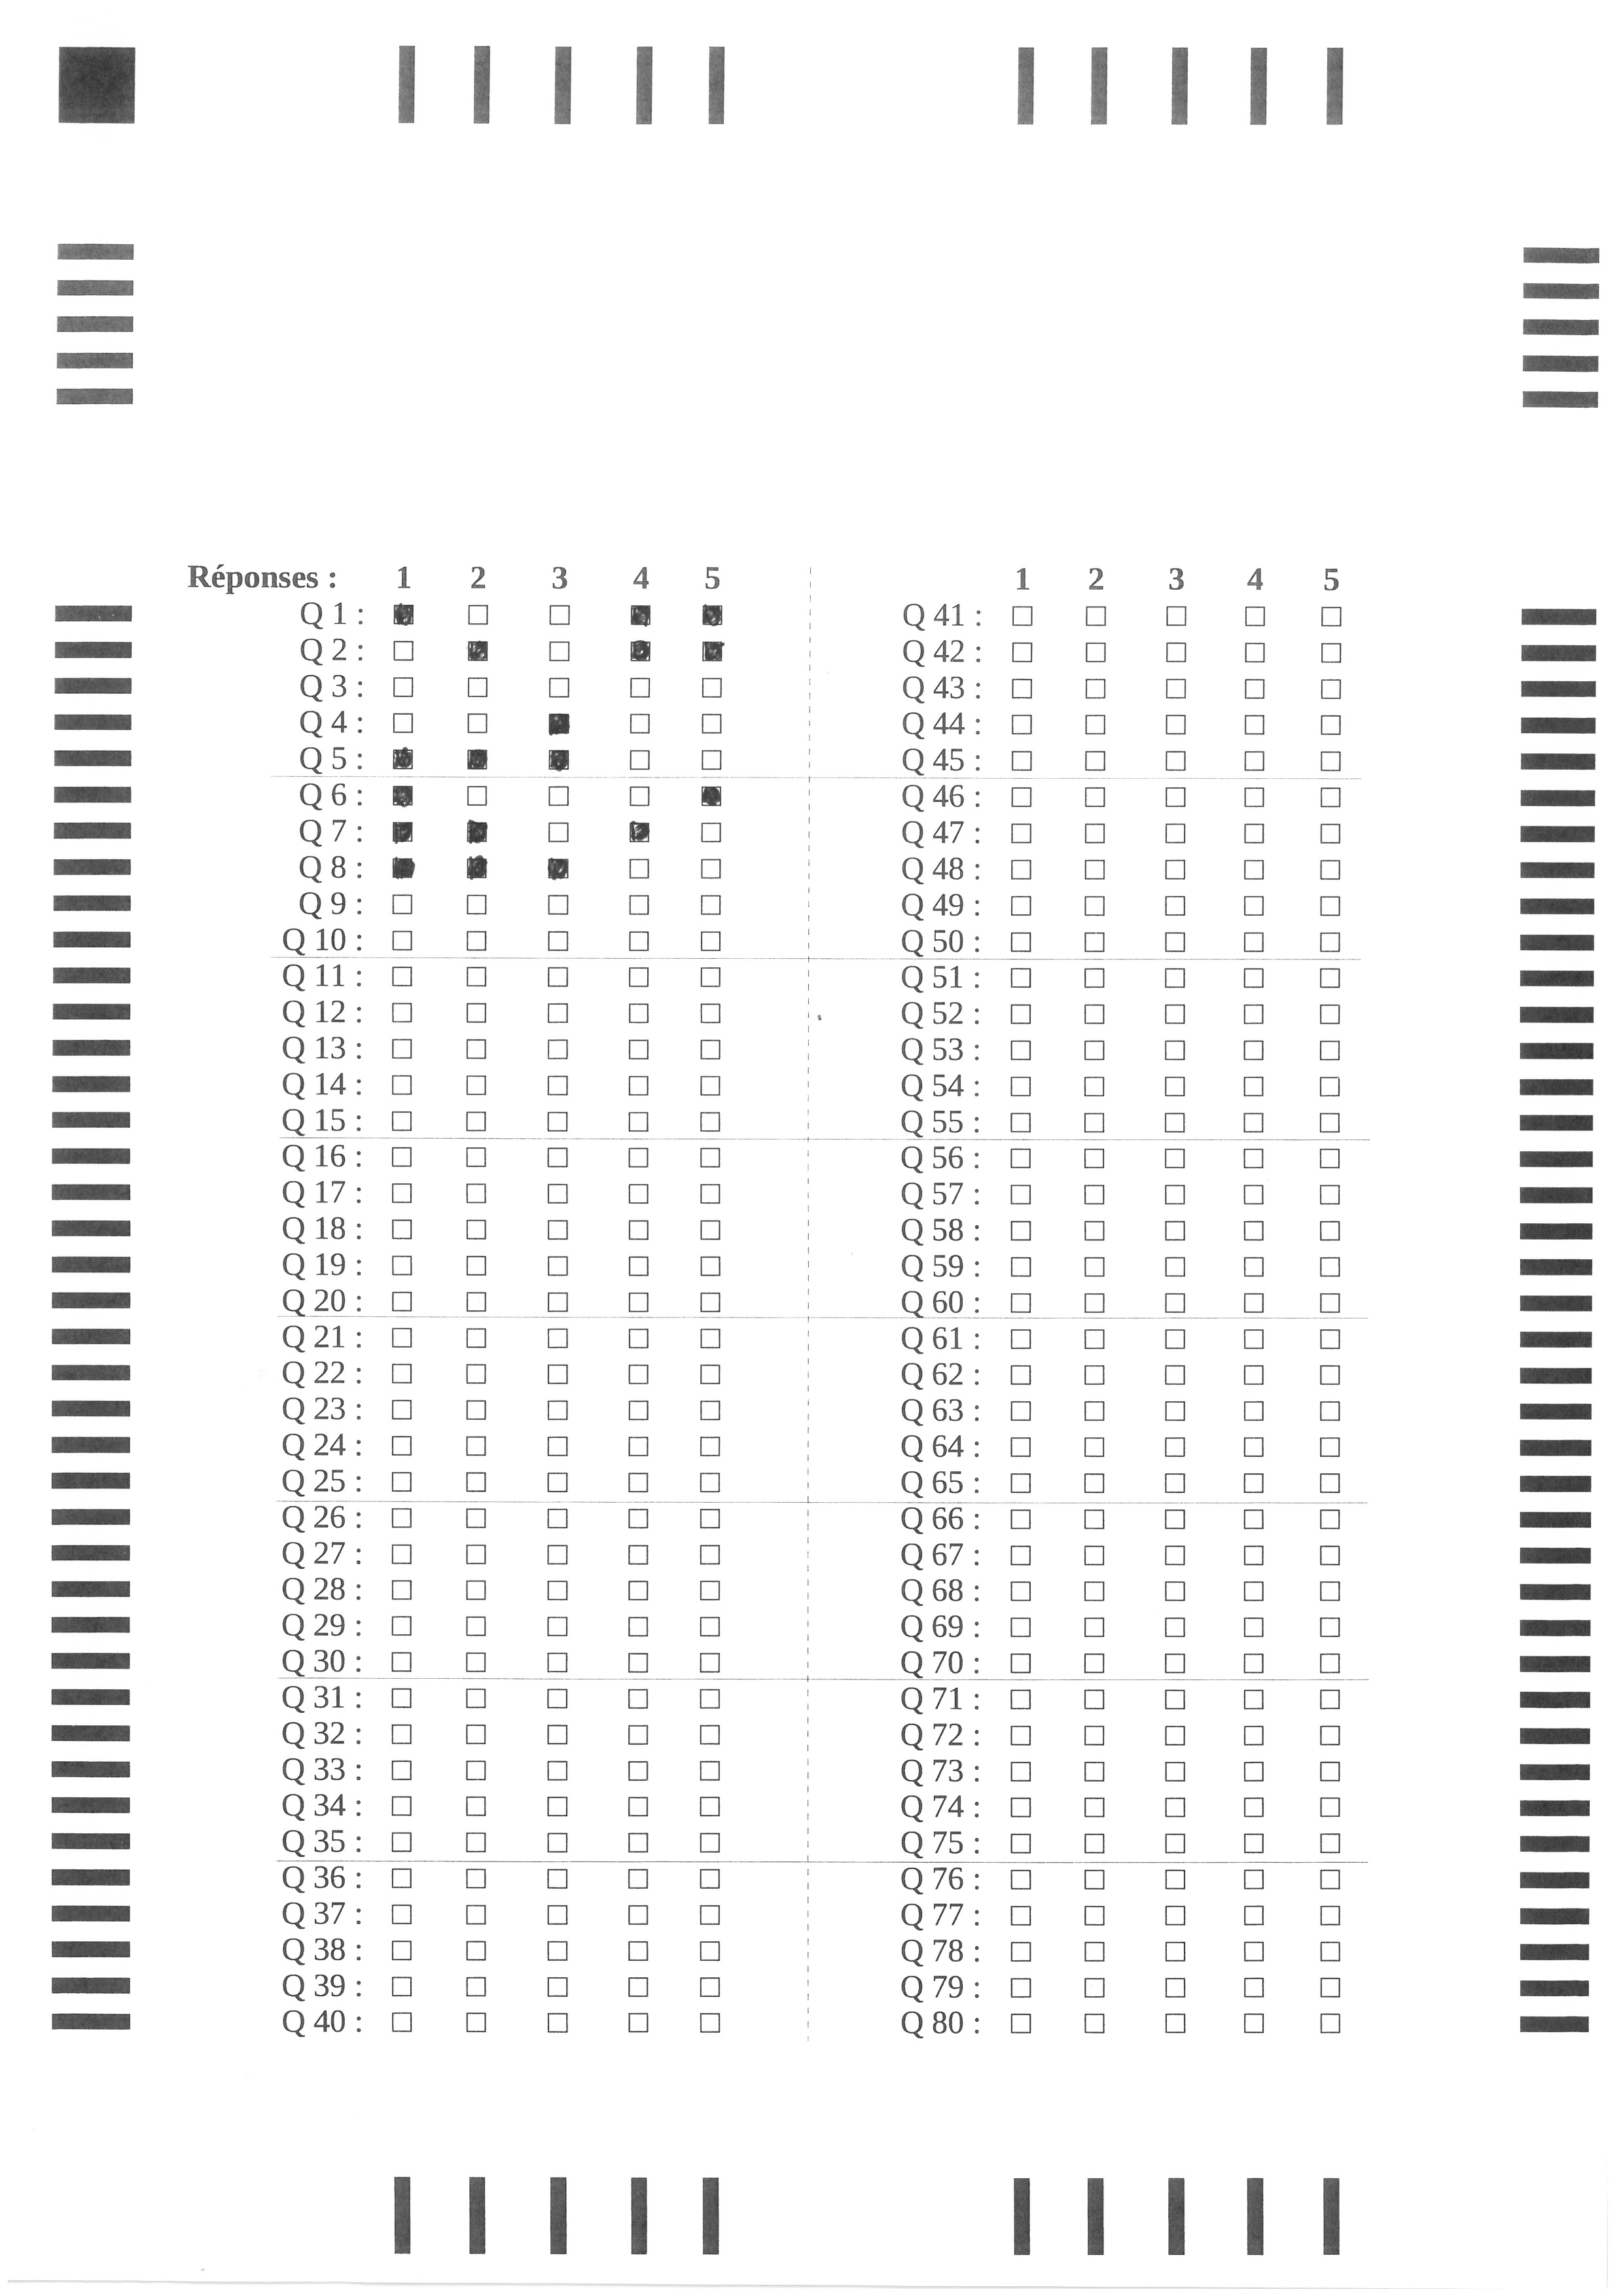 Réponses : 1 2 3 4 5
Q 1 :
Q 2 :
Q 3 :
Q 4 :
Q 5 :
Q 6 :
Q 7 :
Q 8 :
Q 9 :
Q 10 :
Q 11 :
Q 12 :
Q 13 :
Q 14 :
Q 15 :
Q 16 :
Q 17 :
Q 18 :
Q 19 :
Q 20 :
Q 21 :
Q 22 :
Q 23 :
Q 24 :
Q 25 :
Q 26 :
Q 27 :
Q 28 :
Q 29 :
Q 30 :
Q 31 :
Q 32 :
Q 33 :
Q 34 :
Q 35 :
Q 36 :
Q 37 :
Q 38 :
Q 39 :
Q 40 :
1 2 3 4 5
Q 41 :
Q 42 :
Q 43 :
Q 44 :
Q 45 :
Q 46 :
Q 47 :
Q 48 :
Q 49 :
Q 50 :
Q 51 :
Q 52 :
Q 53 :
Q 54 :
Q 55 :
Q 56 :
Q 57 :
Q 58 :
Q 59 :
Q 60 :
Q 61 :
Q 62 :
Q 63 :
Q 64 :
Q 65 :
Q 66 :
Q 67 :
Q 68 :
Q 69 :
Q 70 :
Q 71 :
Q 72 :
Q 73 :
Q 74 :
Q 75 :
Q 76 :
Q 77 :
Q 78 :
Q 79 :
Q 80 :